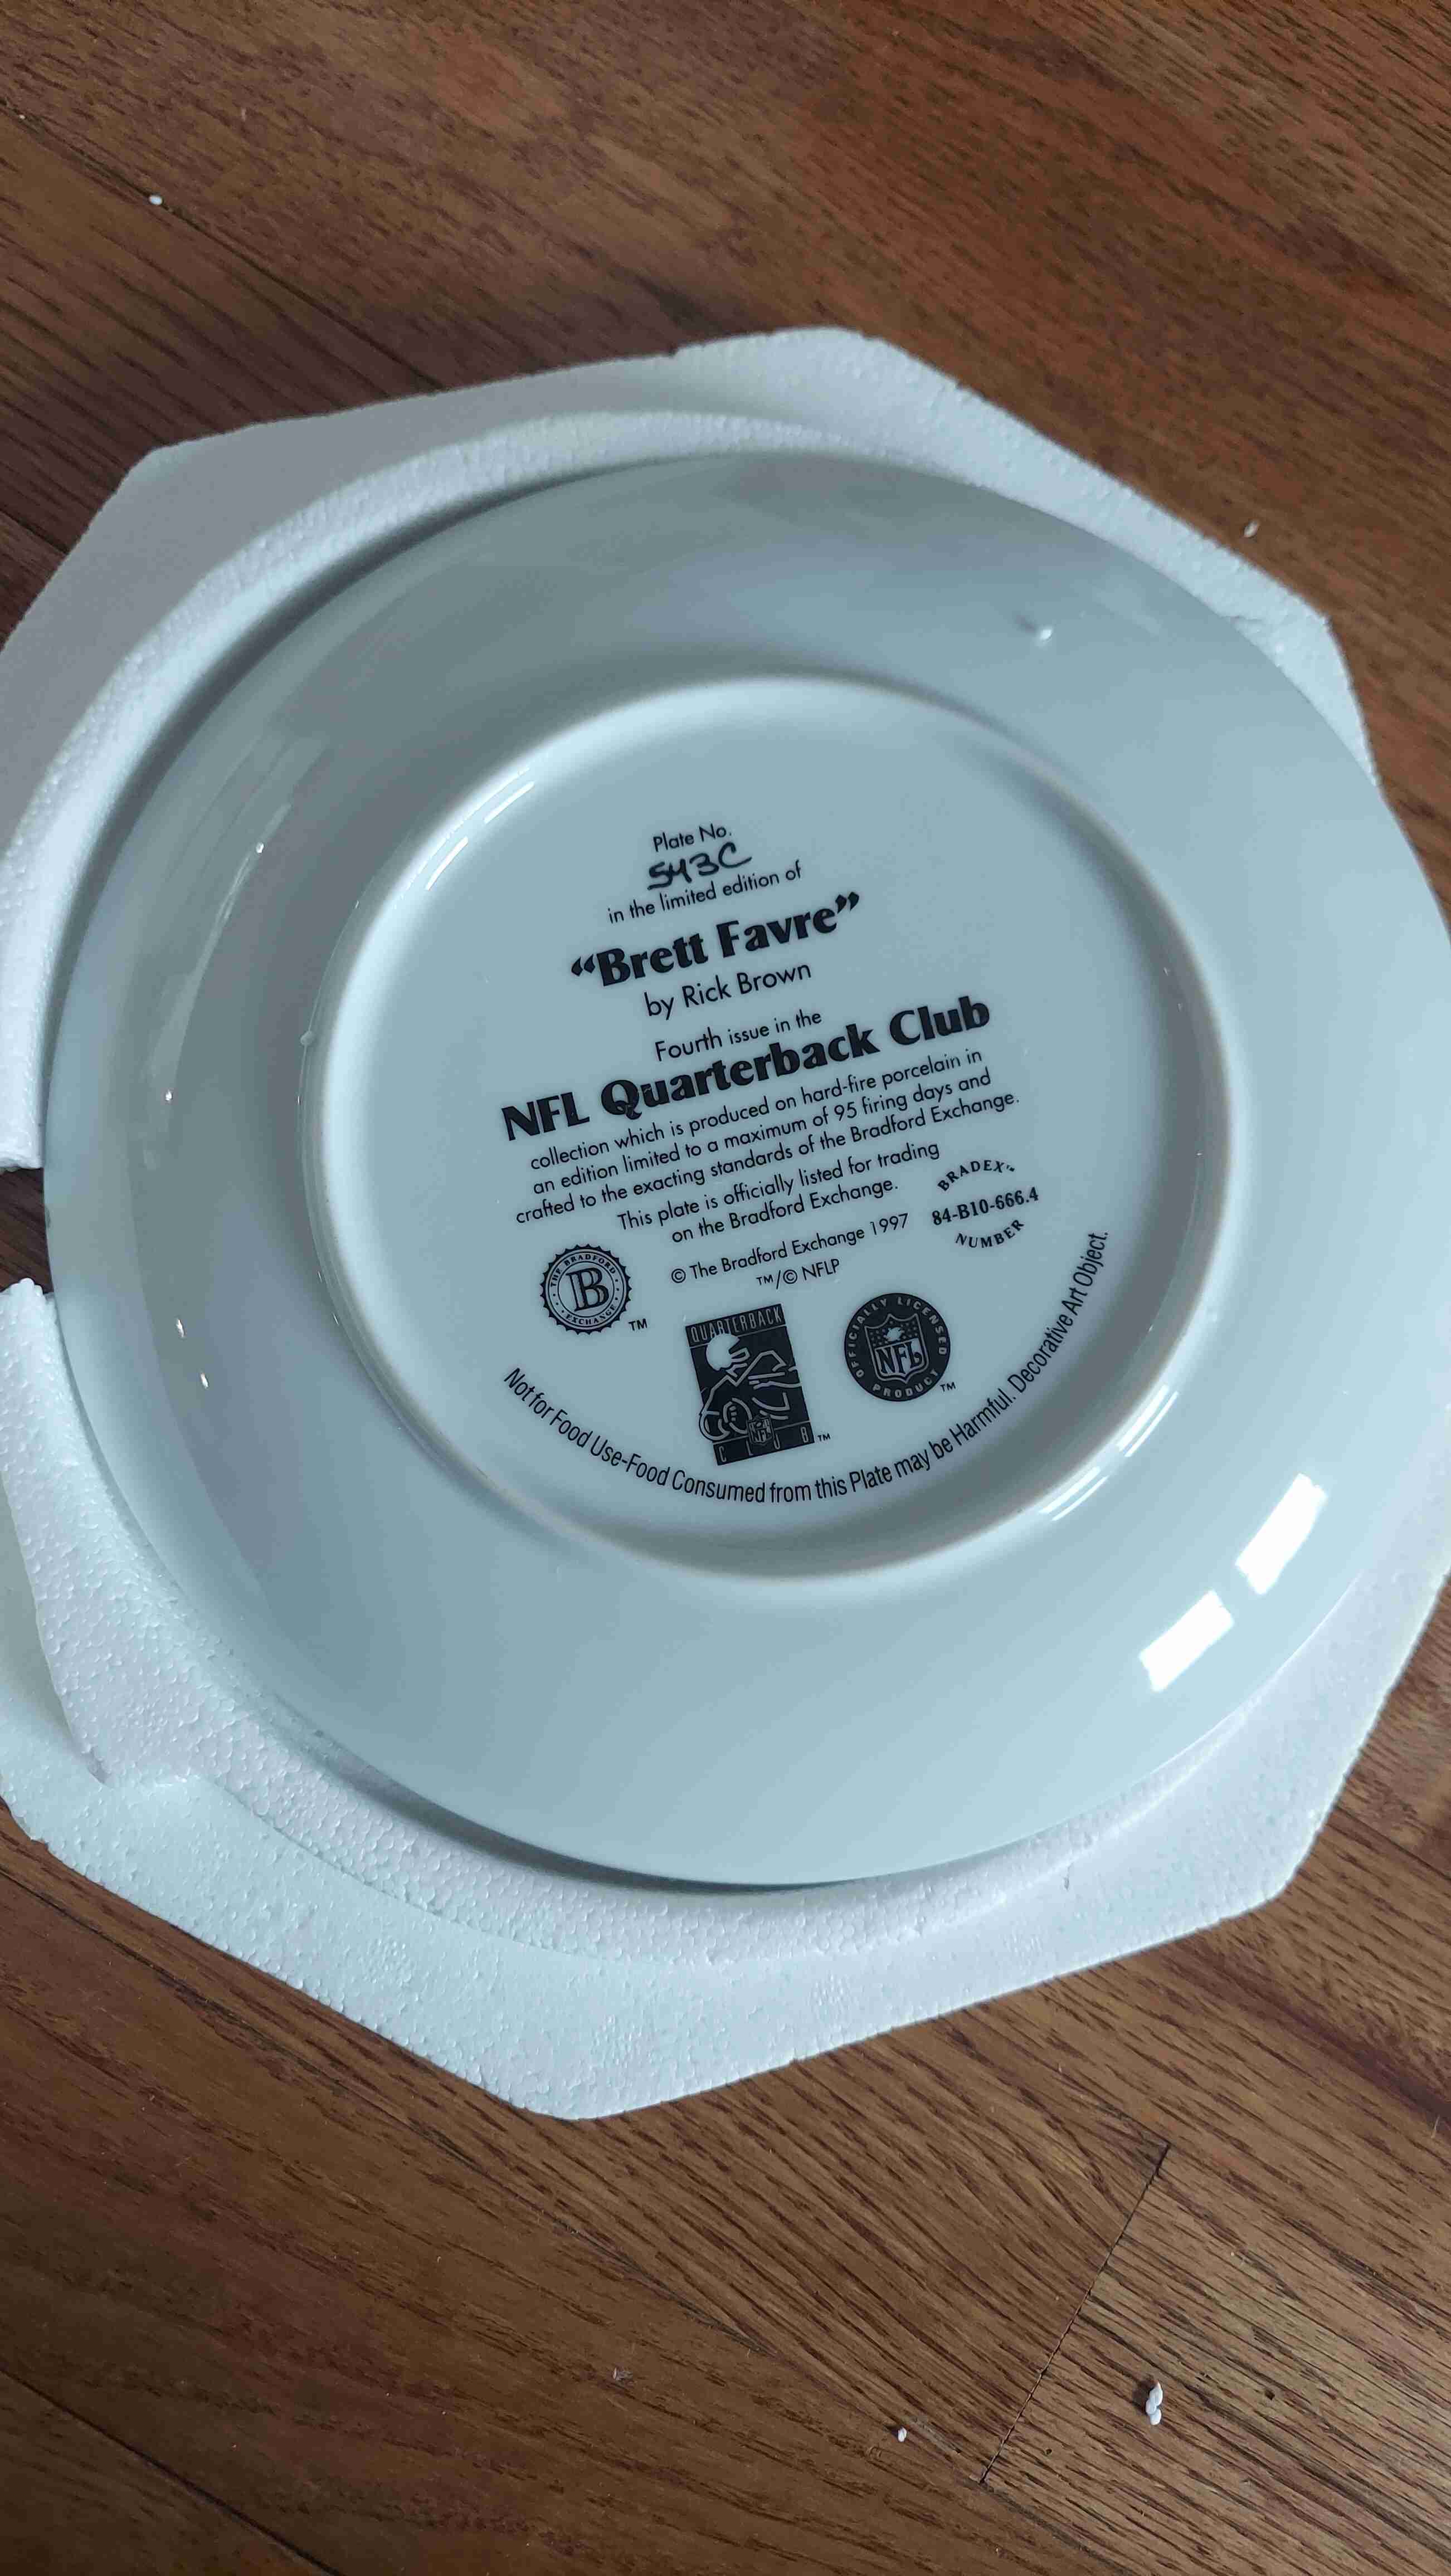 Plate No.
543C
in the limited edition of
“Brett Favre”
by Rick Brown
Fourth issue in the
NFL Quarterback Club
collection which is produced on hard-fire porcelain in
an edition limited to a maximum of 95 firing days and
crafted to the exacting standards of the Bradford Exchange.
This plate is officially listed for trading
on the Bradford Exchange.
BRADEX™
84-B10-666.4
NUMBER
© The Bradford Exchange 1997
™/© NFLP
THE BRADFORD
B
EXCHANGE
™
QUARTERBACK
NFL
CLUB
™
OFFICIALLY LICENSED
NFL
PRODUCT
™
Not for Food Use-Food Consumed from this Plate may be Harmful. Decorative Art Object.